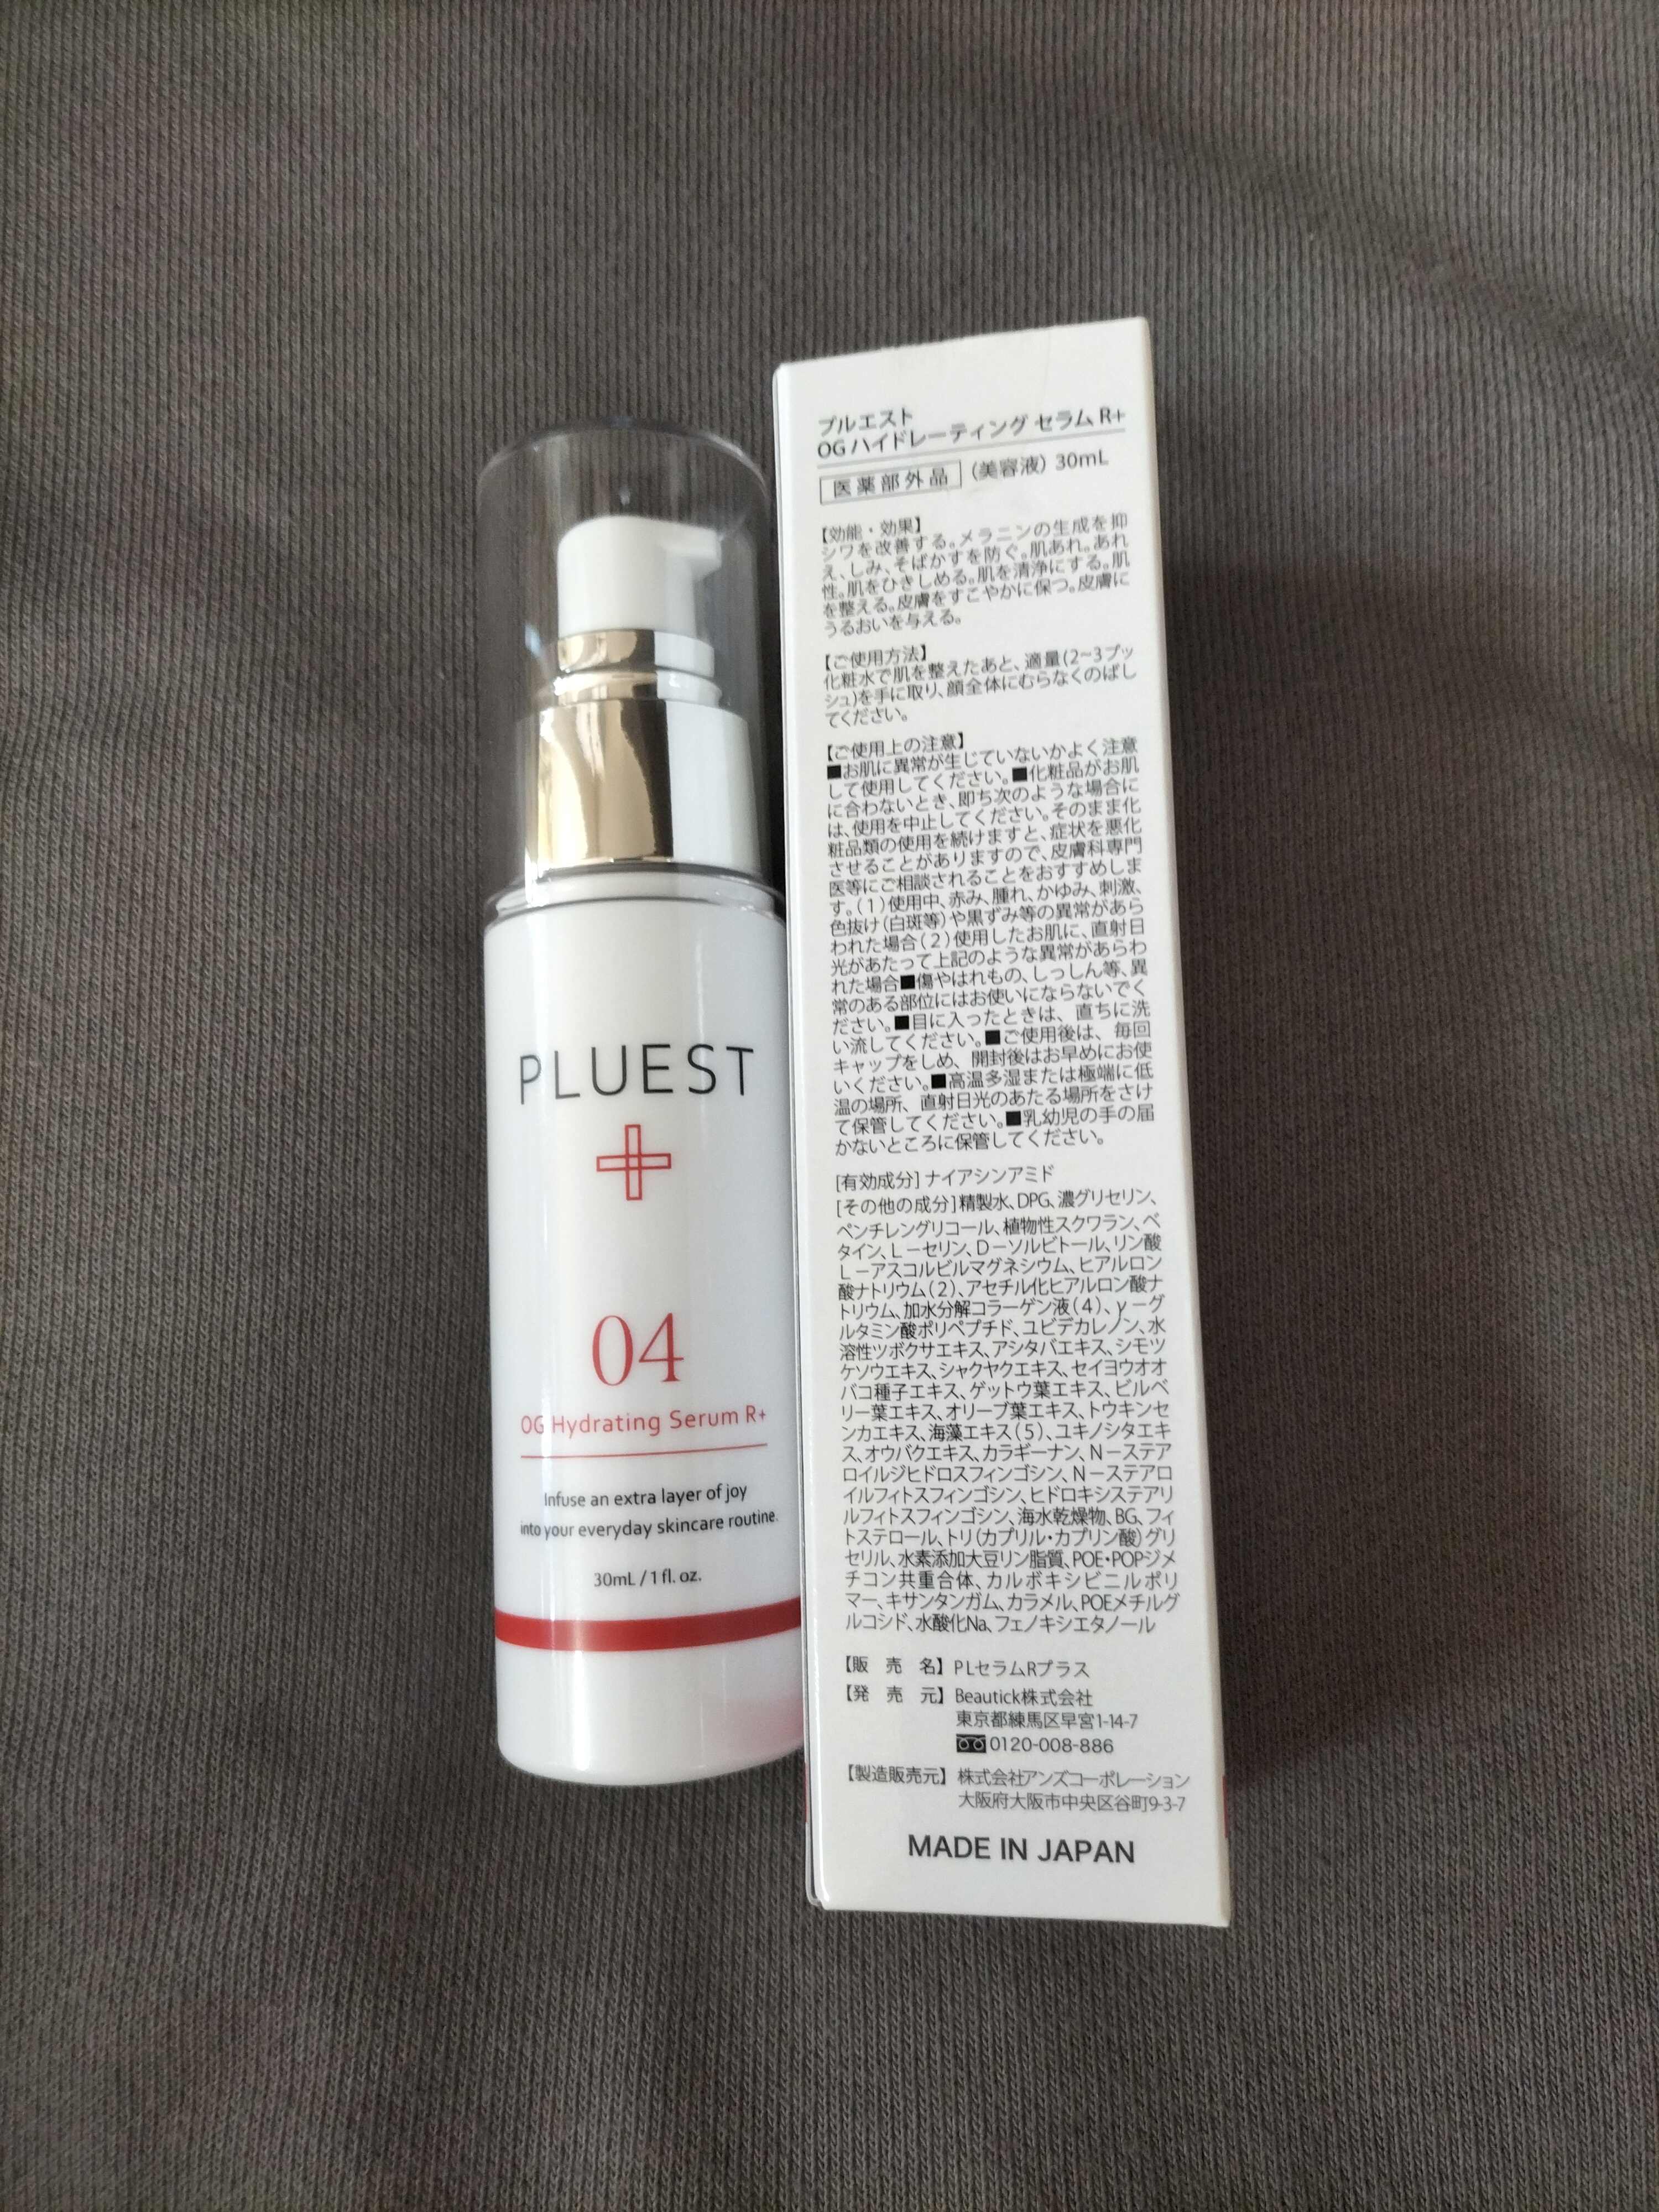 PLUEST
04
OG Hydrating Serum R+
Infuse an extra layer of joy
into your everyday skincare routine.
30mL / 1 fl. oz.
プルエスト
OG ハイドレーティング セラム R+
医薬部外品 (美容液) 30mL
【効能・効果】
シワを改善する。メラニンの生成を抑
え、しみ、そばかすを防ぐ。肌あれ。あれ
性。肌をひきしめる。肌を清浄にする。肌
を整える。皮膚をすこやかに保つ。皮膚に
うるおいを与える。
【ご使用方法】
化粧水で肌を整えたあと、適量(2~3プッ
シュ)を手に取り、顔全体にむらなくのばし
てください。
【ご使用上の注意】
■お肌に異常が生じていないかよく注意
して使用してください。■化粧品がお肌
に合わないとき、即ち次のような場合に
は、使用を中止してください。そのまま化
粧品類の使用を続けますと、症状を悪化
させることがありますので、皮膚科専門
医等にご相談されることをおすすめしま
す。(1)使用中、赤み、腫れ、かゆみ、刺激、
色抜け(白斑等)や黒ずみ等の異常があら
われた場合(2)使用したお肌に、直射日
光があたって上記のような異常があらわ
れた場合■傷やはれもの、しっしん等、異
常のある部位にはお使いにならないでく
ださい。■目に入ったときは、直ちに洗
い流してください。■ご使用後は、毎回
キャップをしめ、開封後はお早めにお使
いください。■高温多湿または極端に低
温の場所、直射日光のあたる場所をさけ
て保管してください。■乳幼児の手の届
かないところに保管してください。
[有効成分] ナイアシンアミド
[その他の成分] 精製水、DPG、濃グリセリン、
ペンチレングリコール、植物性スクワラン、ベ
タイン、L－セリン、D－ソルビトール、リン酸
L－アスコルビルマグネシウム、ヒアルロン
酸ナトリウム(2)、アセチル化ヒアルロン酸ナ
トリウム、加水分解コラーゲン液(4)、γ－グ
ルタミン酸ポリペプチド、ユビデカレノン、水
溶性ツボクサエキス、アシタバエキス、シモツ
ケソウエキス、シャクヤクエキス、セイヨウオオ
バコ種子エキス、ゲットウ葉エキス、ビルベ
リー葉エキス、オリーブ葉エキス、トウキンセ
ンカエキス、海藻エキス(5)、ユキノシタエキ
ス、オウバクエキス、カラギーナン、N－ステア
ロイルジヒドロスフィンゴシン、N－ステアロ
イルフィトスフィンゴシン、ヒドロキシステアリ
ルフィトスフィンゴシン、海水乾燥物、BG、フィ
トステロール、トリ(カプリル・カプリン酸)グリ
セリル、水素添加大豆リン脂質、POE・POPジメ
チコン共重合体、カルボキシビニルポリ
マー、キサンタンガム、カラメル、POEメチルグ
ルコシド、水酸化Na、フェノキシエタノール
【販 売 名】PLセラムRプラス
【発 売 元】Beautick株式会社
東京都練馬区早宮1-14-7
0120-008-886
【製造販売元】株式会社アンズコーポレーション
大阪府大阪市中央区谷町9-3-7
MADE IN JAPAN